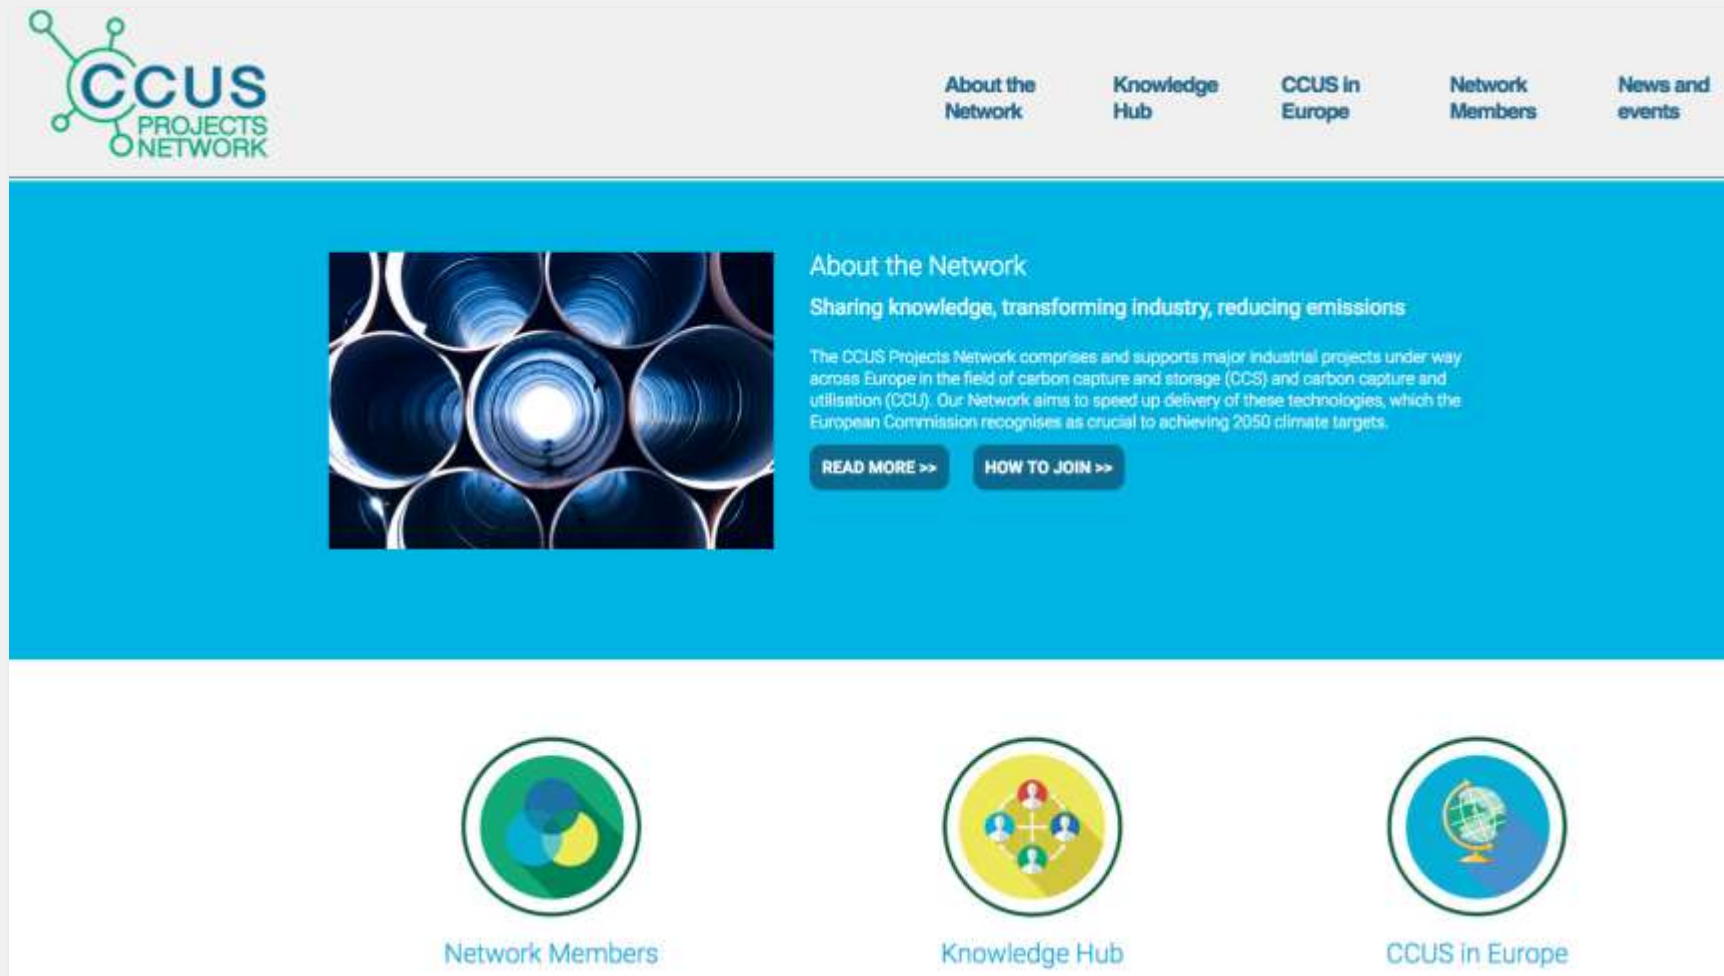 CCUS
PROJECTS
NETWORK
About the
Network
Knowledge
Hub
CCUS in
Europe
Network
Members
News and
events
About the Network
Sharing knowledge, transforming industry, reducing emissions
The CCUS Projects Network comprises and supports major industrial projects under way
across Europe in the field of carbon capture and storage (CCS) and carbon capture and
utilisation (CCU). Our Network aims to speed up delivery of these technologies, which the
European Commission recognises as crucial to achieving 2050 climate targets.
READ MORE >>
HOW TO JOIN >>
Network Members
Knowledge Hub
CCUS in Europe